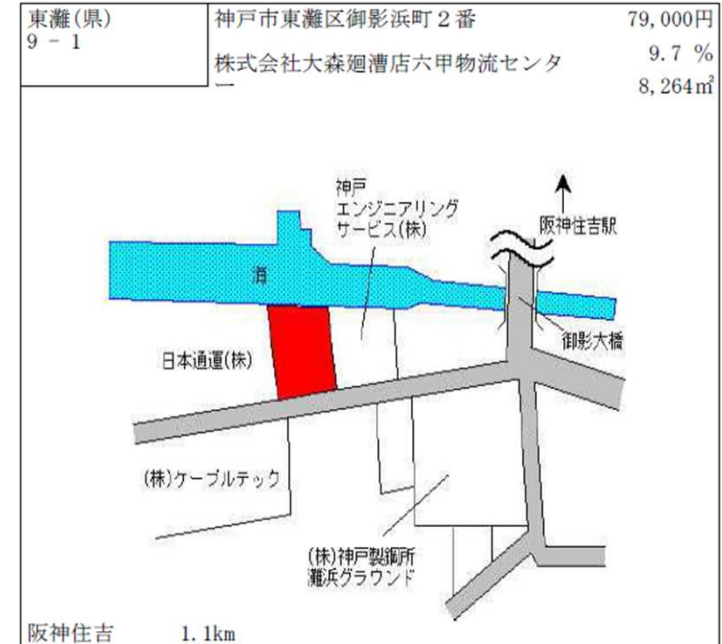 東灘(県)
9 - 1
神戸市東灘区御影浜町２番
株式会社大森廻漕店六甲物流センタ
ー
79,000円
9.7 %
8,264㎡
神戸
エンジニアリング
サービス(株)
阪神住吉駅
海
御影大橋
日本通運(株)
(株)ケーブルテック
(株)神戸製鋼所
灘浜グラウンド
阪神住吉 1.1km